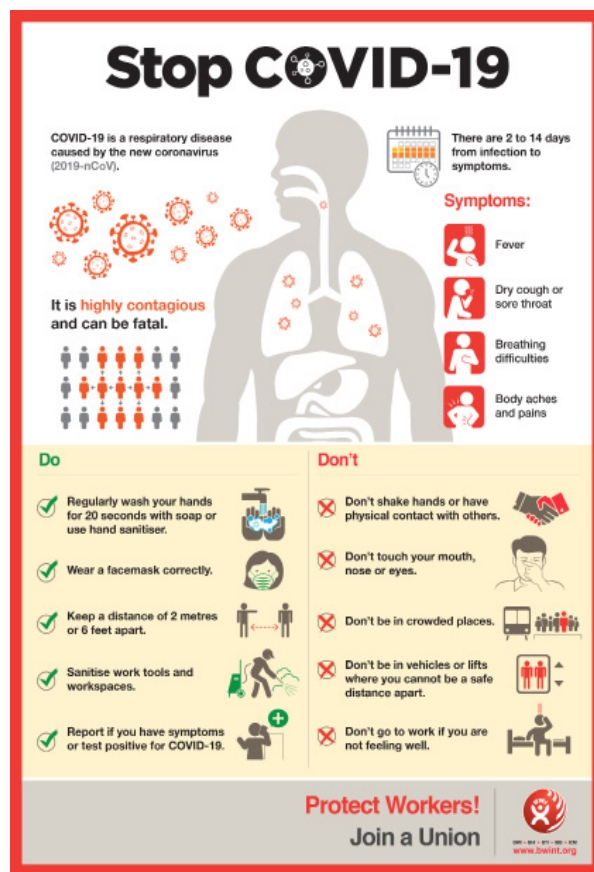 Stop COVID-19
COVID-19 is a respiratory disease
caused by the new coronavirus
(2019-nCoV).
There are 2 to 14 days
from infection to
symptoms.
Symptoms:
Fever
Dry cough or
sore throat
Breathing
difficulties
Body aches
and pains
It is highly contagious
and can be fatal.
Do
Regularly wash your hands
for 20 seconds with soap or
use hand sanitiser.
Wear a facemask correctly.
Keep a distance of 2 metres
or 6 feet apart.
Sanitise work tools and
workspaces.
Report if you have symptoms
or test positive for COVID-19.
Don't
Don't shake hands or have
physical contact with others.
Don't touch your mouth,
nose or eyes.
Don't be in crowded places.
Don't be in vehicles or lifts
where you cannot be a safe
distance apart.
Don't go to work if you are
not feeling well.
Protect Workers!
Join a Union
www.bwint.org